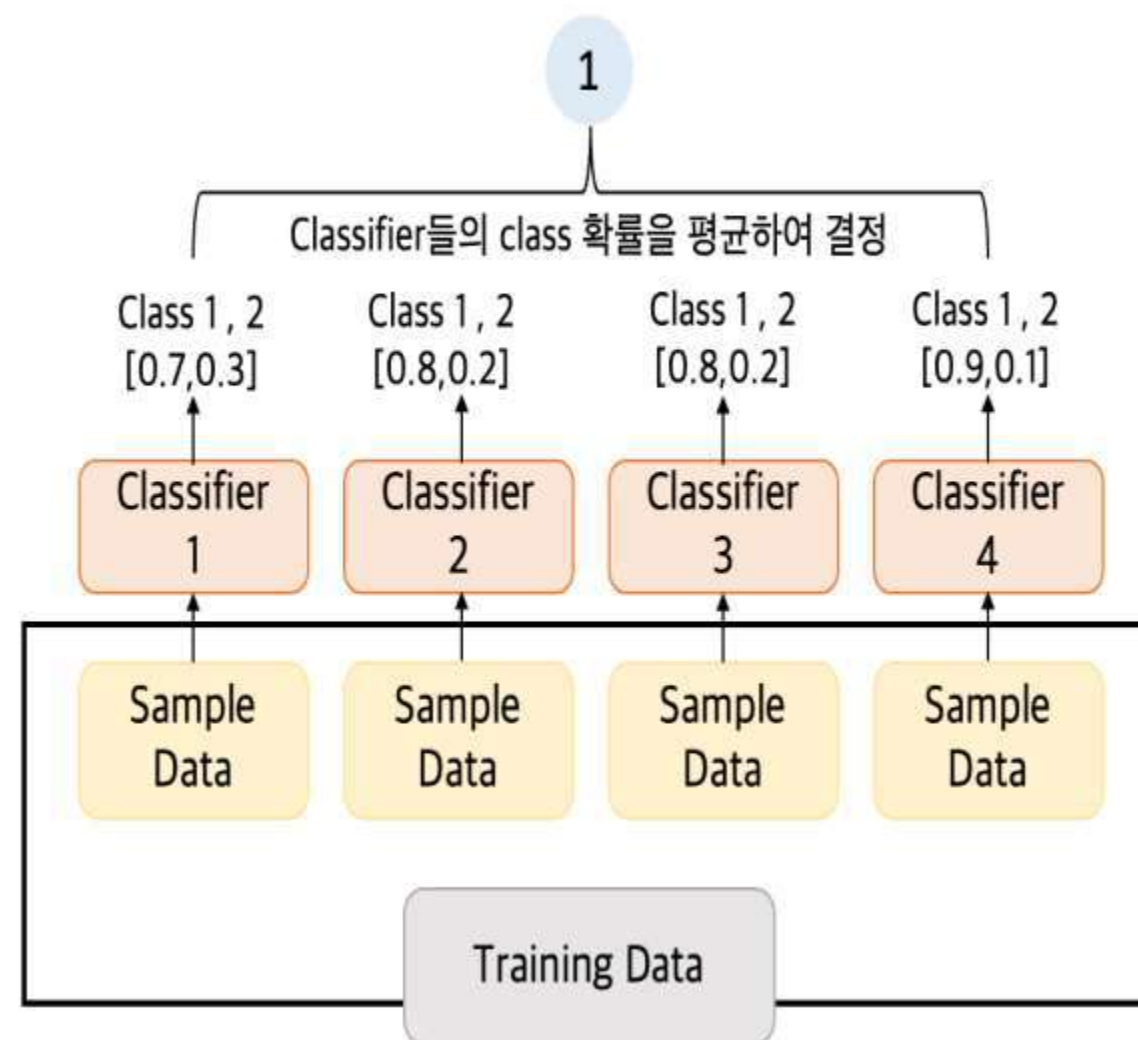 1
Classifier들의 class 확률을 평균하여 결정
Class 1 , 2
[0.7,0.3]
Class 1 , 2
[0.8,0.2]
Class 1 , 2
[0.8,0.2]
Class 1 , 2
[0.9,0.1]
Classifier
1
Classifier
2
Classifier
3
Classifier
4
Sample
Data
Sample
Data
Sample
Data
Sample
Data
Training Data